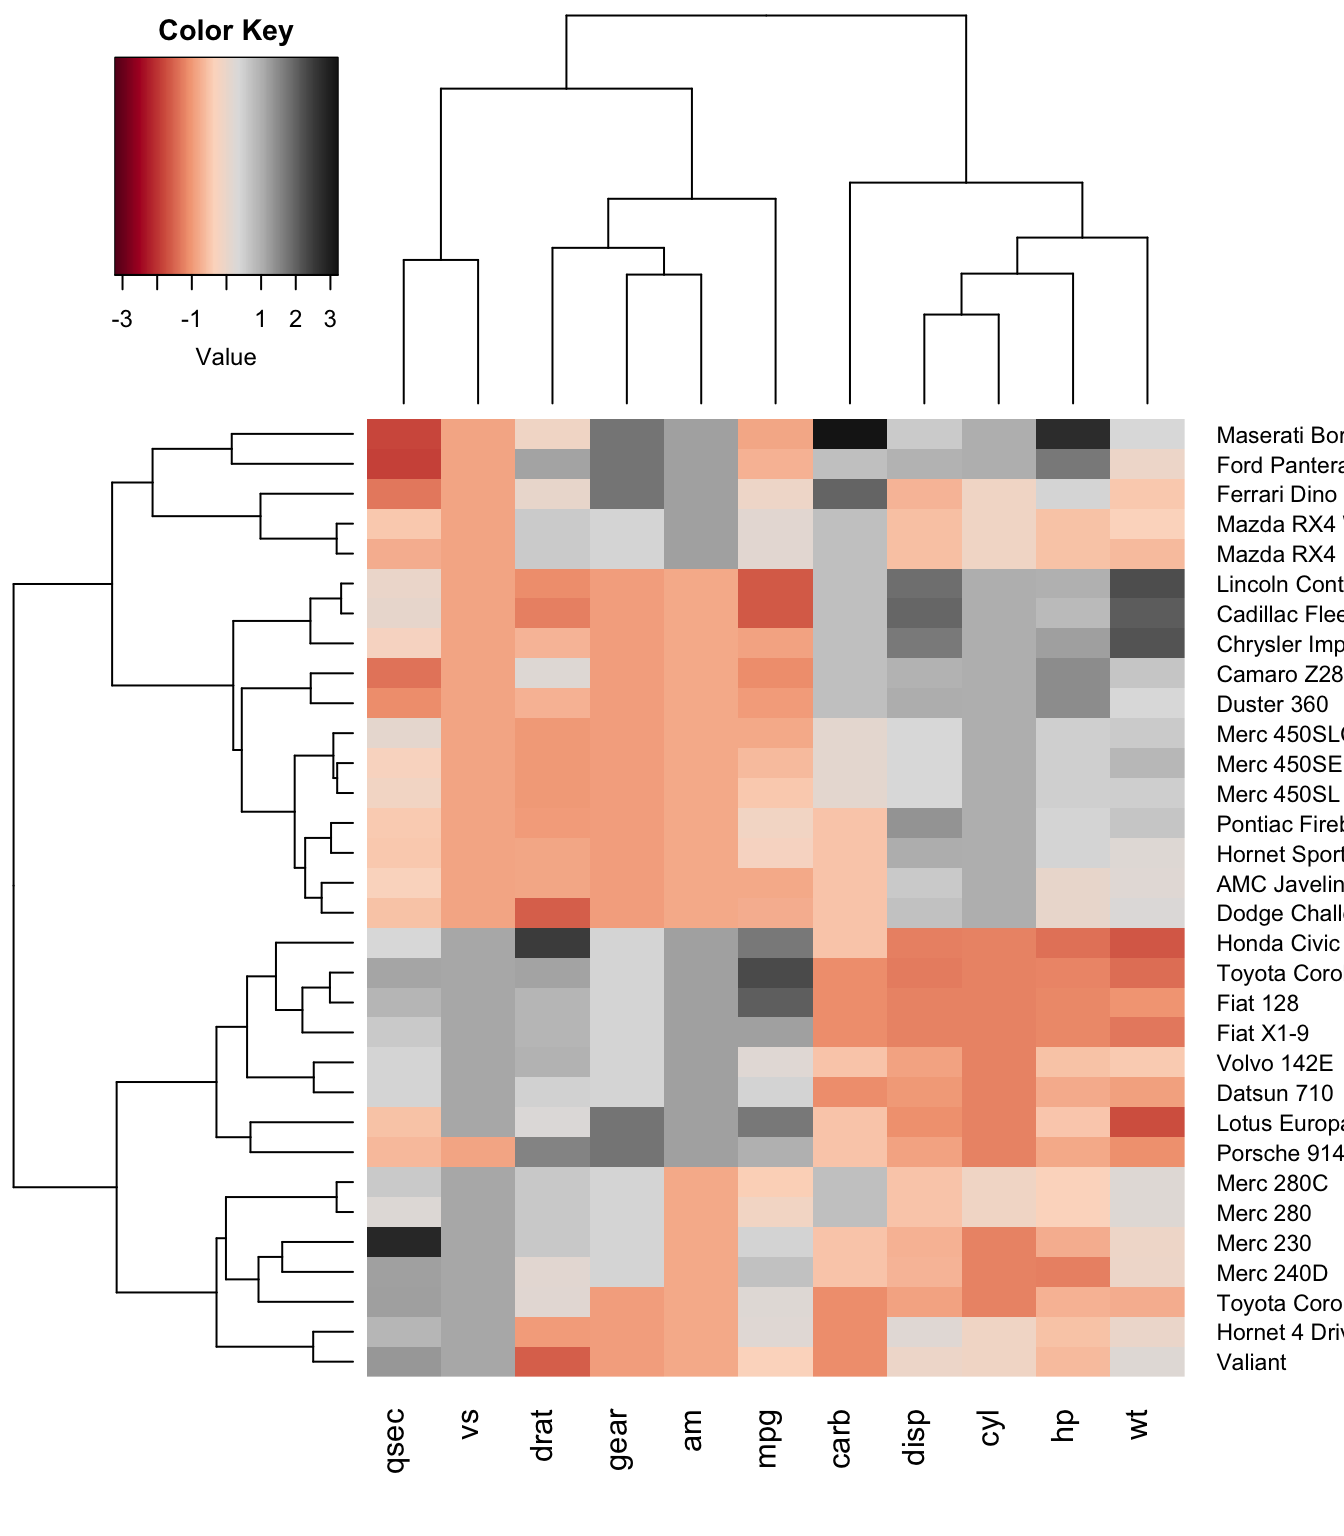 Color Key
-3 -1 1 2 3
Value
Maserati Bor
Ford Pantera
Ferrari Dino
Mazda RX4
Mazda RX4
Lincoln Cont
Cadillac Flee
Chrysler Imp
Camaro Z28
Duster 360
Merc 450SL
Merc 450SE
Merc 450SL
Pontiac Fireb
Hornet Sport
AMC Javelin
Dodge Chall
Honda Civic
Toyota Coro
Fiat 128
Fiat X1-9
Volvo 142E
Datsun 710
Lotus Europa
Porsche 914
Merc 280C
Merc 280
Merc 230
Merc 240D
Toyota Coro
Hornet 4 Driv
Valiant
qsec vs drat gear am mpg carb disp cyl hp wt